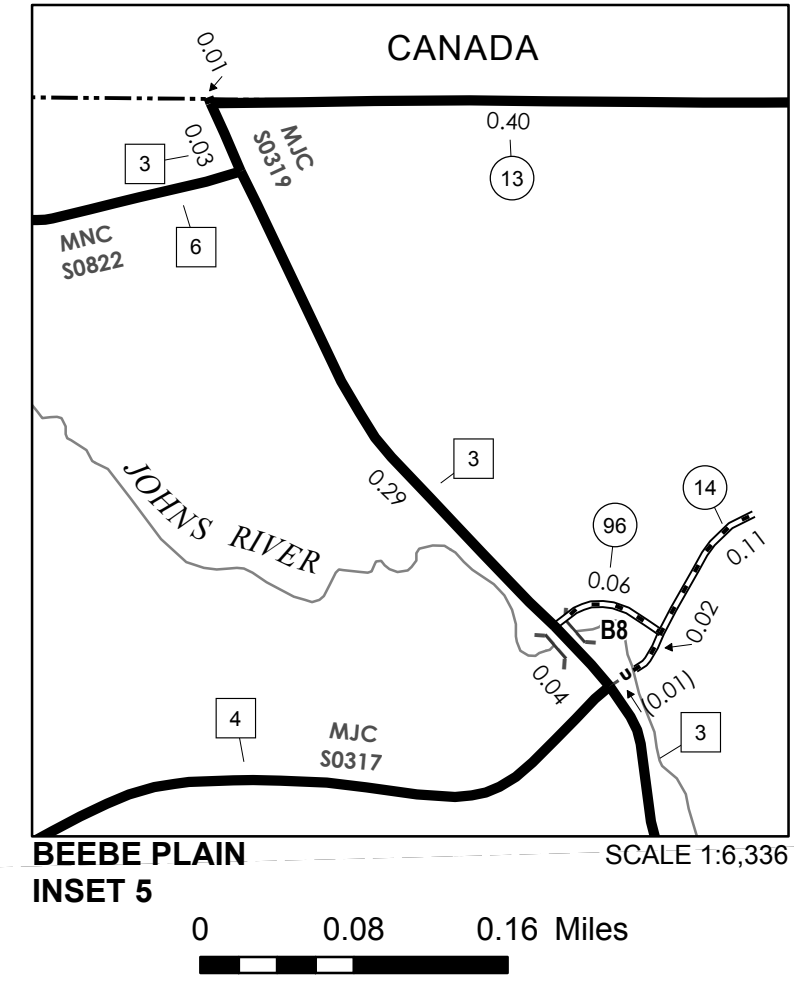 CANADA
0.01
0.40
13
0.03
3
MJC
S0319
6
MNC
S0822
3
0.29
JOHNS RIVER
14
96
0.11
0.06
0.02
B8
0.04
(0.01)
4
MJC
S0317
3
U
BEEBE PLAIN
SCALE 1:6,336
INSET 5
0 0.08 0.16 Miles